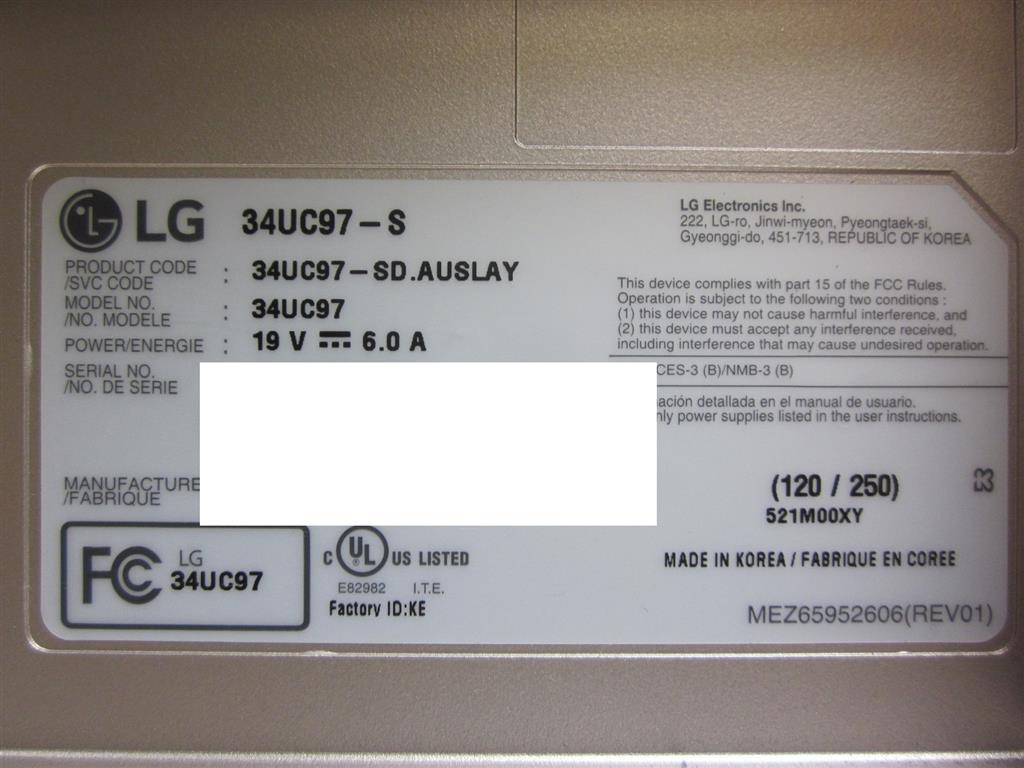 LG 34UC97-S
LG Electronics Inc.
222, LG-ro, Jinwi-myeon, Pyeongtaek-si,
Gyeonggi-do, 451-713, REPUBLIC OF KOREA
PRODUCT CODE
/SVC CODE : 34UC97-SD.AUSLAY
MODEL NO.
/NO. MODELE : 34UC97
POWER/ENERGIE : 19 V 6.0 A
SERIAL NO.
/NO. DE SERIE
This device complies with part 15 of the FCC Rules.
Operation is subject to the following two conditions :
(1) this device may not cause harmful interference, and
(2) this device must accept any interference received,
including interference that may cause undesired operation.
CES-3 (B)/NMB-3 (B)
ación detallada en el manual de usuario.
nly power supplies listed in the user instructions.
MANUFACTURE
/FABRIQUE
(120 / 250)
521M00XY
FC LG
34UC97
C UL US LISTED
E82982 I.T.E.
Factory ID:KE
MADE IN KOREA / FABRIQUE EN COREE
MEZ65952606(REV01)